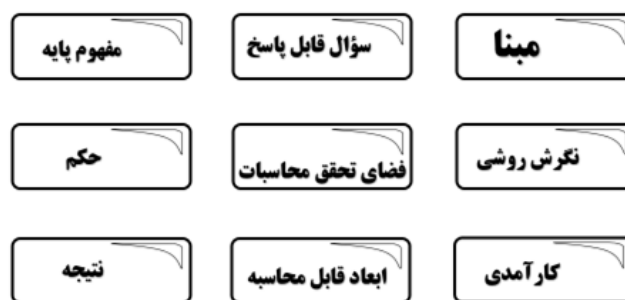 مبنا
سؤال قابل پاسخ
مفهوم پایه
نگرش روشی
فضای تحقق محاسبات
حکم
کارآمدی
ابعاد قابل محاسبه
نتیجه